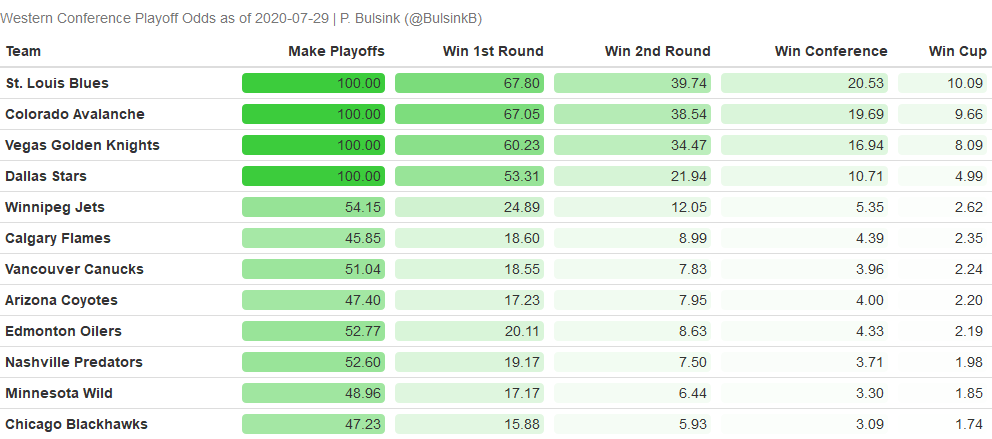 Western Conference Playoff Odds as of 2020-07-29 | P. Bulsink (@BulsinkB)
Team Make Playoffs Win 1st Round Win 2nd Round Win Conference Win Cup
St. Louis Blues 100.00 67.80 39.74 20.53 10.09
Colorado Avalanche 100.00 67.05 38.54 19.69 9.66
Vegas Golden Knights 100.00 60.23 34.47 16.94 8.09
Dallas Stars 100.00 53.31 21.94 10.71 4.99
Winnipeg Jets 54.15 24.89 12.05 5.35 2.62
Calgary Flames 45.85 18.60 8.99 4.39 2.35
Vancouver Canucks 51.04 18.55 7.83 3.96 2.24
Arizona Coyotes 47.40 17.23 7.95 4.00 2.20
Edmonton Oilers 52.77 20.11 8.63 4.33 2.19
Nashville Predators 52.60 19.17 7.50 3.71 1.98
Minnesota Wild 48.96 17.17 6.44 3.30 1.85
Chicago Blackhawks 47.23 15.88 5.93 3.09 1.74